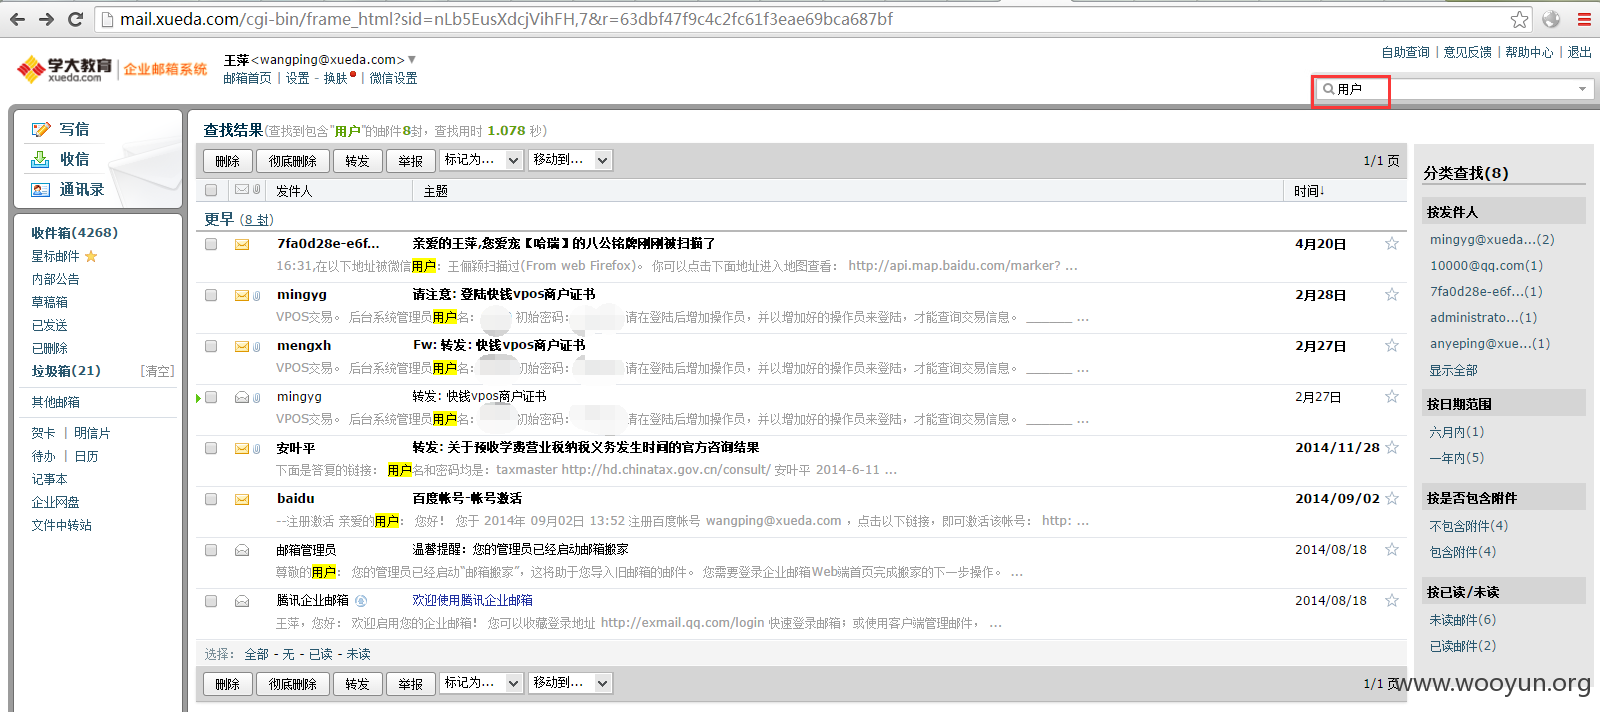 mail.xueda.com/cgi-bin/frame_html?sid=nLb5EusXdcjVihFH,7&r=63dbf47f9c4c2fc61f3eae69bca687bf
学大教育 xueda.com | 企业邮箱系统
王萍<wangping@xueda.com>
邮箱首页 | 设置 - 换肤 | 微信设置
自助查询 | 意见反馈 | 帮助中心 | 退出
用户
写信
收信
通讯录
收件箱(4268)
星标邮件
内部公告
草稿箱
已发送
已删除
垃圾箱(21) [清空]
其他邮箱
贺卡 | 明信片
待办 | 日历
记事本
企业网盘
文件中转站
查找结果(查找到包含"用户"的邮件8封，查找用时 1.078 秒)
删除 彻底删除 转发 举报 标记为... 移动到... 1/1 页
发件人 主题 时间↓
更早 (8 封)
7fa0d28e-e6f... 亲爱的王萍,您爱宠【哈瑞】的八公铭牌刚刚被扫描了 4月20日
16:31,在以下地址被微信用户：王俪颖扫描过(From web Firefox)。 你可以点击下面地址进入地图查看： http://api.map.baidu.com/marker? ...
mingyg 请注意: 登陆快钱vpos商户证书 2月28日
VPOS交易。 后台系统管理员用户名： 初始密码： 请在登陆后增加操作员，并以增加好的操作员来登陆，才能查询交易信息。 ______ ...
mengxh Fw: 转发: 快钱vpos商户证书 2月27日
VPOS交易。 后台系统管理员用户名： 初始密码： 请在登陆后增加操作员，并以增加好的操作员来登陆，才能查询交易信息。 ______ ...
mingyg 转发: 快钱vpos商户证书 2月27日
VPOS交易。 后台系统管理员用户名： 初始密码： 请在登陆后增加操作员，并以增加好的操作员来登陆，才能查询交易信息。 ______ ...
安叶平 转发: 关于预收学费营业税纳税义务发生时间的官方咨询结果 2014/11/28
下面是答复的链接： 用户名和密码均是：taxmaster http://hd.chinatax.gov.cn/consult/ 安叶平 2014-6-11 ...
baidu 百度帐号-帐号激活 2014/09/02
--注册激活 亲爱的用户： 您好！ 您于 2014年 09月02日 13:52 注册百度帐号 wangping@xueda.com ，点击以下链接，即可激活该帐号： http: ...
邮箱管理员 温馨提醒：您的管理员已经启动邮箱搬家 2014/08/18
尊敬的用户： 您的管理员已经启动“邮箱搬家”，这将助于您导入旧邮箱的邮件。 您需要登录企业邮箱Web端首页完成搬家的下一步操作。 ...
腾讯企业邮箱 欢迎使用腾讯企业邮箱 2014/08/18
王萍，您好： 欢迎启用您的企业邮箱！ 您可以收藏登录地址 http://exmail.qq.com/login 快速登录邮箱；或使用客户端管理邮件， ...
选择： 全部 - 无 - 已读 - 未读
删除 彻底删除 转发 举报 标记为... 移动到... 1/1 页
分类查找(8)
按发件人
mingyg@xueda...(2)
10000@qq.com(1)
7fa0d28e-e6f...(1)
administrato...(1)
anyeping@xue...(1)
显示全部
按日期范围
六月内(1)
一年内(5)
按是否包含附件
不包含附件(4)
包含附件(4)
按已读/未读
未读邮件(6)
已读邮件(2)
www.wooyun.org